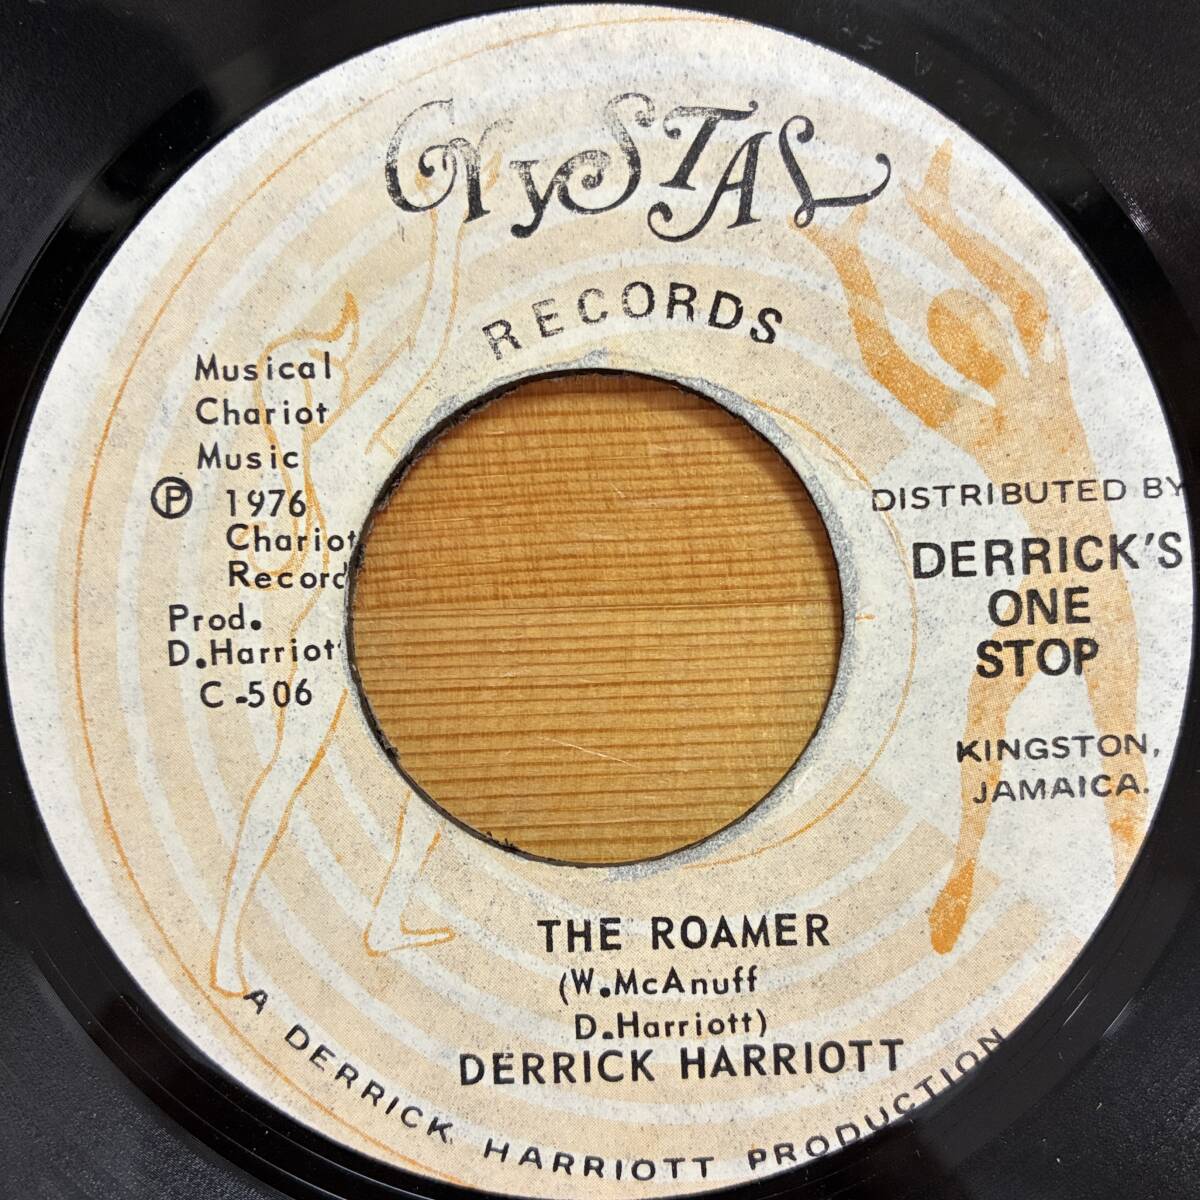 CRYSTAL
RECORDS
Musical
Chariot
Music
Ⓟ 1976
Chariot
Record
Prod.
D.Harriott
C-506
DISTRIBUTED BY
DERRICK'S
ONE
STOP
KINGSTON,
JAMAICA.
THE ROAMER
(W.McAnuff
D.Harriott)
DERRICK HARRIOTT
A DERRICK HARRIOTT PRODUCTION